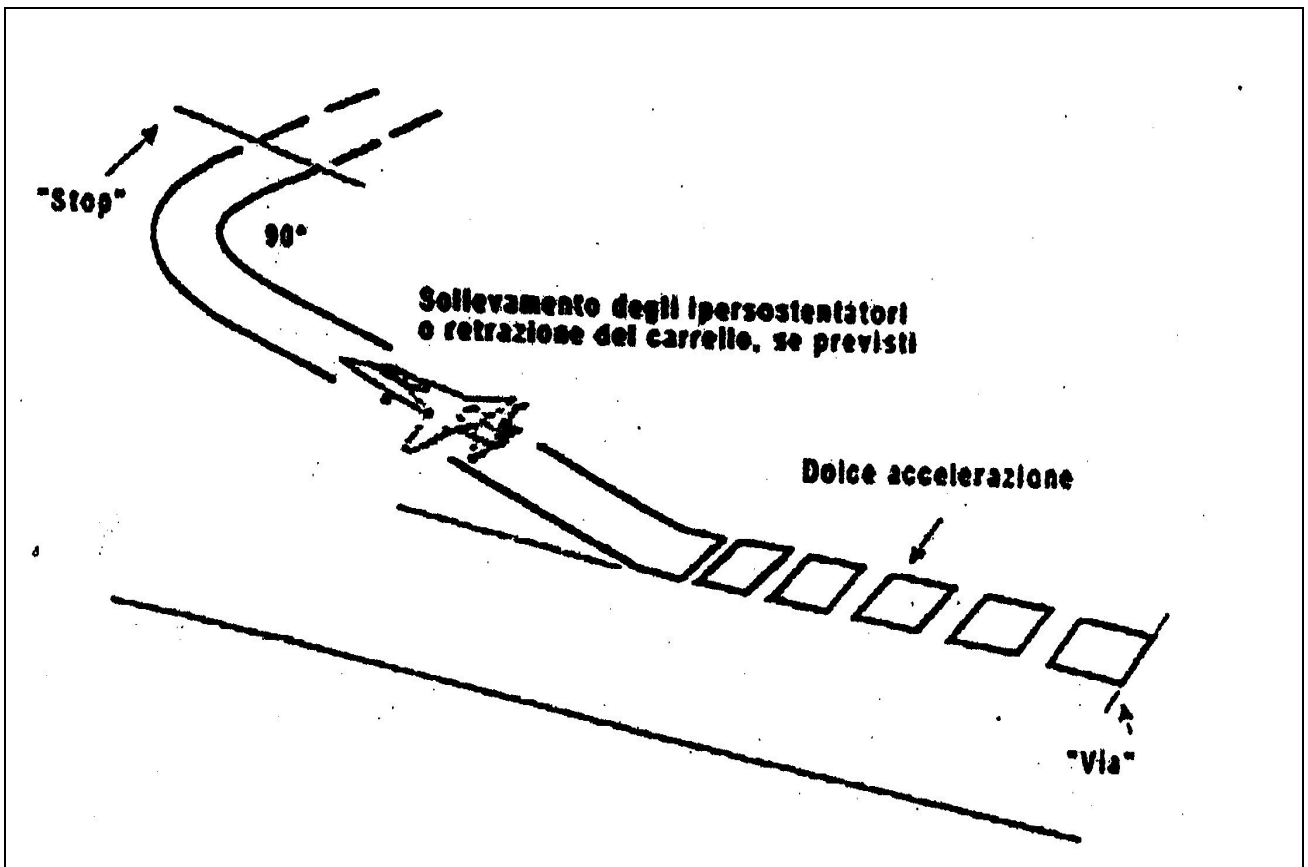 "Stop"
90°
Sollevamento degli ipersostentatori
o retrazione del carrello, se previsti
Dolce accelerazione
"Via"